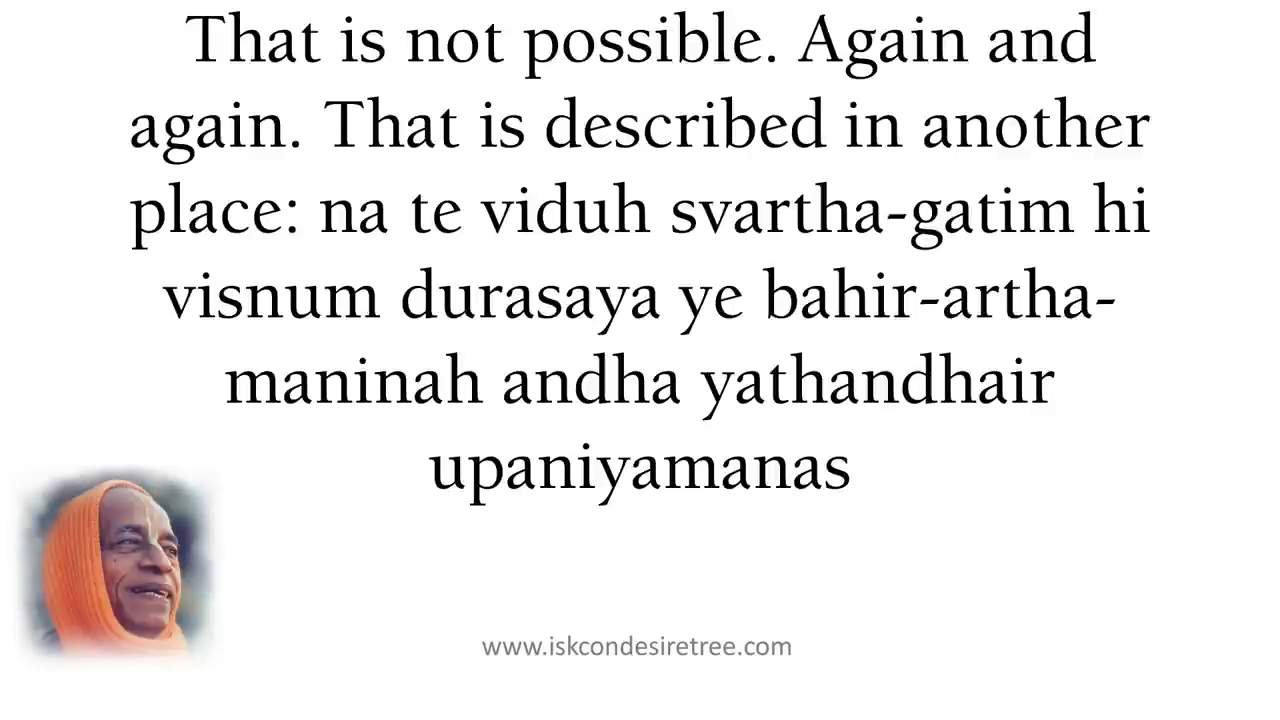 That is not possible. Again and
again. That is described in another
place: na te viduh svartha-gatim hi
visnum durasaya ye bahir-artha-
maninah andha yathandhair
upaniyamanas
www.iskcondesiretree.com